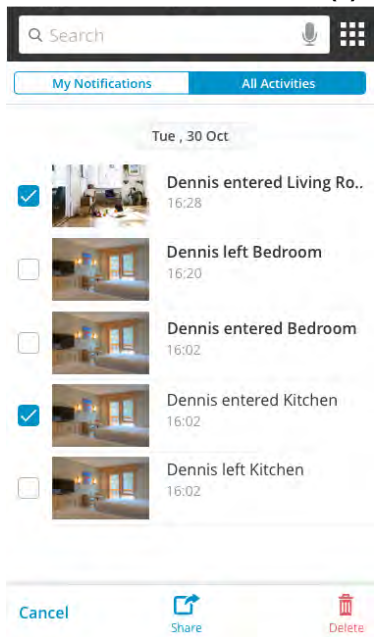 Search
My Notifications
All Activities
Tue , 30 Oct
Dennis entered Living Ro..
16:28
Dennis left Bedroom
16:20
Dennis entered Bedroom
16:02
Dennis entered Kitchen
16:02
Dennis left Kitchen
16:02
Cancel
Share
Delete